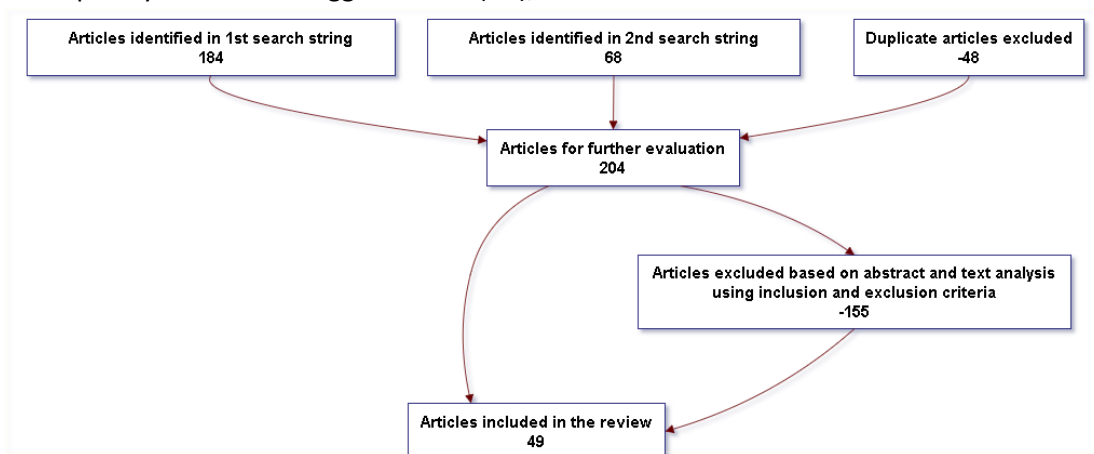 Articles identified in 1st search string
184
Articles identified in 2nd search string
68
Duplicate articles excluded
-48
Articles for further evaluation
204
Articles excluded based on abstract and text analysis
using inclusion and exclusion criteria
-155
Articles included in the review
49